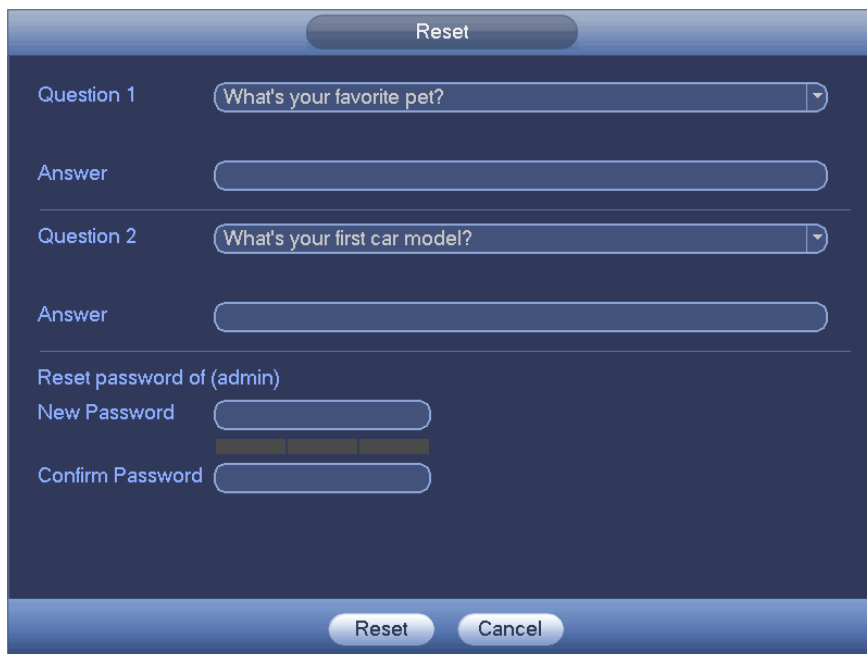 Reset
Question 1 What's your favorite pet?
Answer
Question 2 What's your first car model?
Answer
Reset password of (admin)
New Password
Confirm Password
Reset Cancel